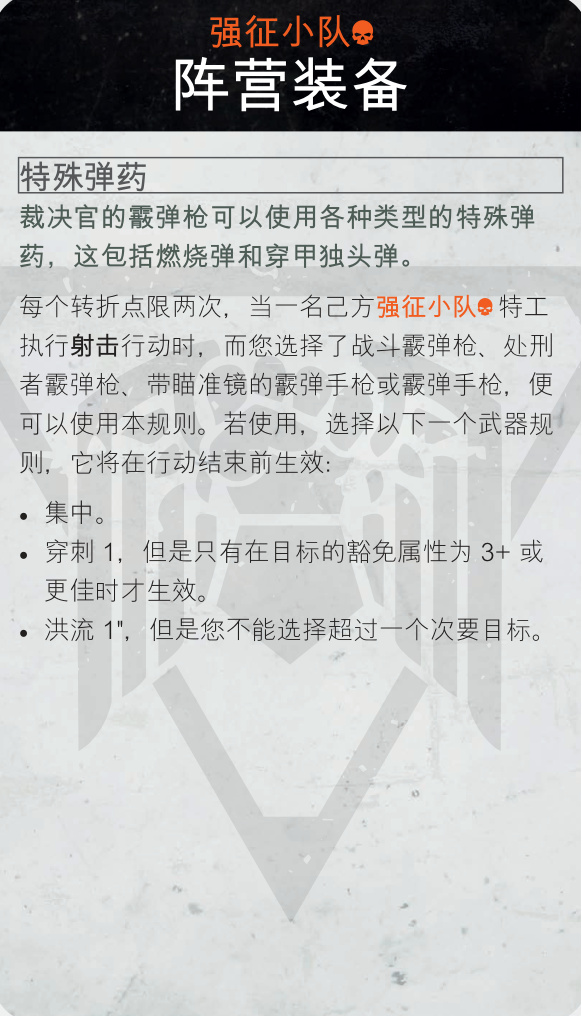 强征小队
阵营装备
特殊弹药
裁决官的霰弹枪可以使用各种类型的特殊弹
药，这包括燃烧弹和穿甲独头弹。
每个转折点限两次，当一名己方强征小队特工
执行射击行动时，而您选择了战斗霰弹枪、处刑
者霰弹枪、带瞄准镜的霰弹手枪或霰弹手枪，便
可以使用本规则。若使用，选择以下一个武器规
则，它将在行动结束前生效:
• 集中。
• 穿刺 1，但是只有在目标的豁免属性为 3+ 或
更佳时才生效。
• 洪流 1"，但是您不能选择超过一个次要目标。